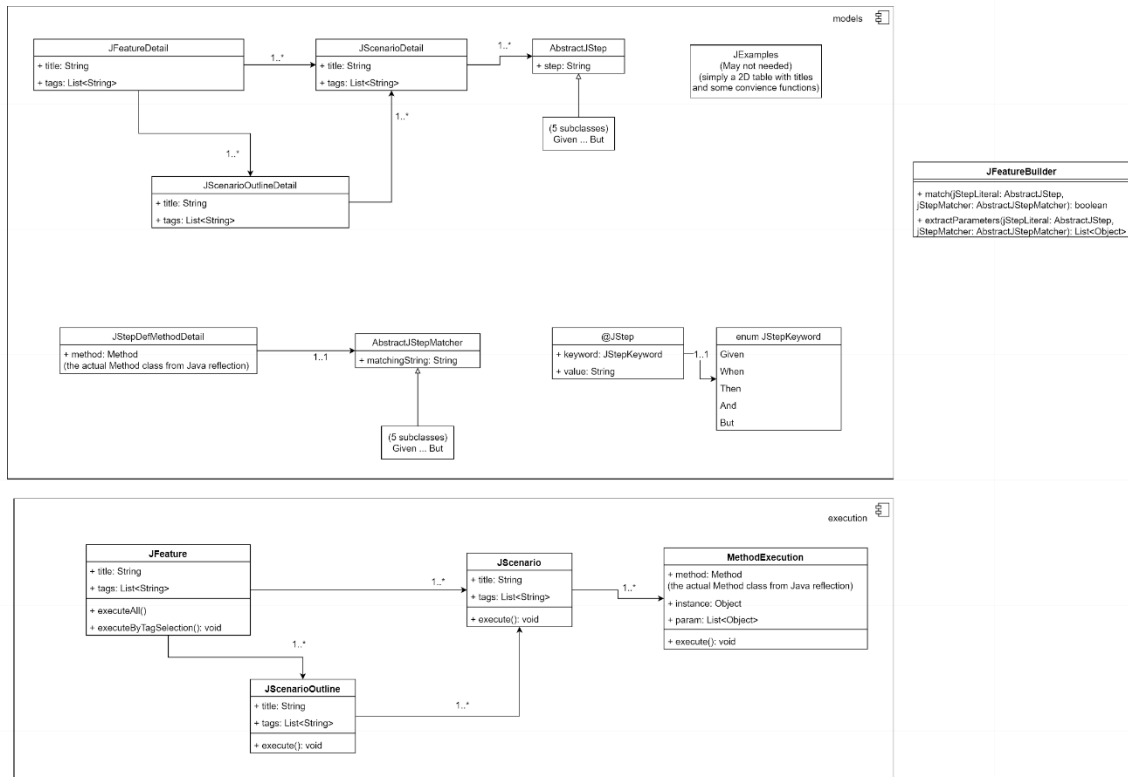 models
JFeatureDetail
+ title: String
+ tags: List<String>
1..*
JScenarioDetail
+ title: String
+ tags: List<String>
1..*
AbstractJStep
+ step: String
JExamples
(May not needed)
(simply a 2D table with titles
and some convience functions)
1..*
1..*
(5 subclasses)
Given ... But
JScenarioOutlineDetail
+ title: String
+ tags: List<String>
JFeatureBuilder
+ match(jStepLiteral: AbstractJStep,
jStepMatcher: AbstractJStepMatcher): boolean
+ extractParameters(jStepLiteral: AbstractJStep,
jStepMatcher: AbstractJStepMatcher): List<Object>
JStepDefMethodDetail
+ method: Method
(the actual Method class from Java reflection)
1..1
AbstractJStepMatcher
+ matchingString: String
(5 subclasses)
Given ... But
@JStep
+ keyword: JStepKeyword
+ value: String
1..1
enum JStepKeyword
Given
When
Then
And
But
execution
JFeature
+ title: String
+ tags: List<String>
+ executeAll()
+ executeByTagSelection(): void
1..*
JScenario
+ title: String
+ tags: List<String>
+ execute(): void
1..*
MethodExecution
+ method: Method
(the actual Method class from Java reflection)
+ instance: Object
+ param: List<Object>
+ execute(): void
1..*
JScenarioOutline
+ title: String
+ tags: List<String>
+ execute(): void
1..*